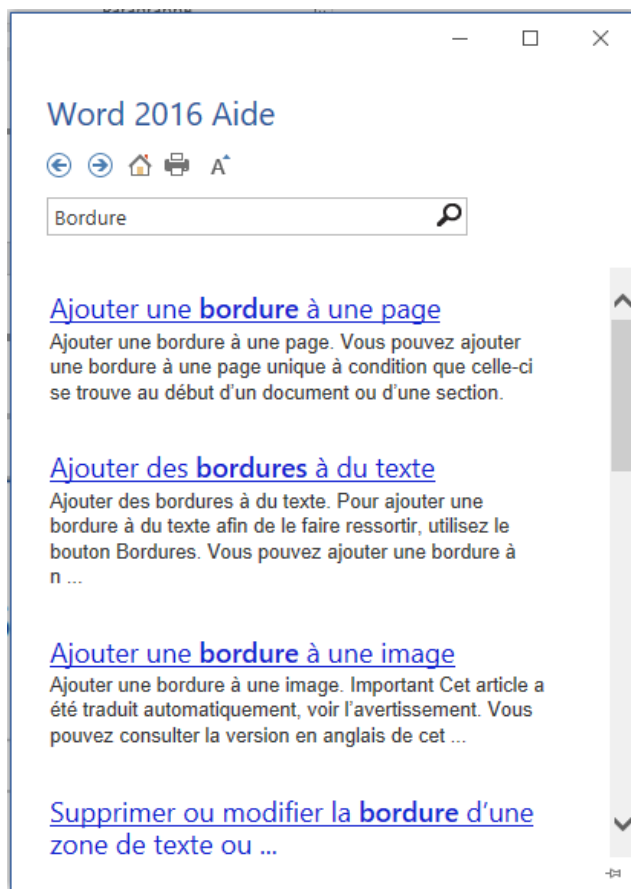 Word 2016 Aide
A
Bordure
Ajouter une bordure à une page
Ajouter une bordure à une page. Vous pouvez ajouter
une bordure à une page unique à condition que celle-ci
se trouve au début d'un document ou d'une section.
Ajouter des bordures à du texte
Ajouter des bordures à du texte. Pour ajouter une
bordure à du texte afin de le faire ressortir, utilisez le
bouton Bordures. Vous pouvez ajouter une bordure à
n ...
Ajouter une bordure à une image
Ajouter une bordure à une image. Important Cet article a
été traduit automatiquement, voir l'avertissement. Vous
pouvez consulter la version en anglais de cet ...
Supprimer ou modifier la bordure d'une
zone de texte ou ...